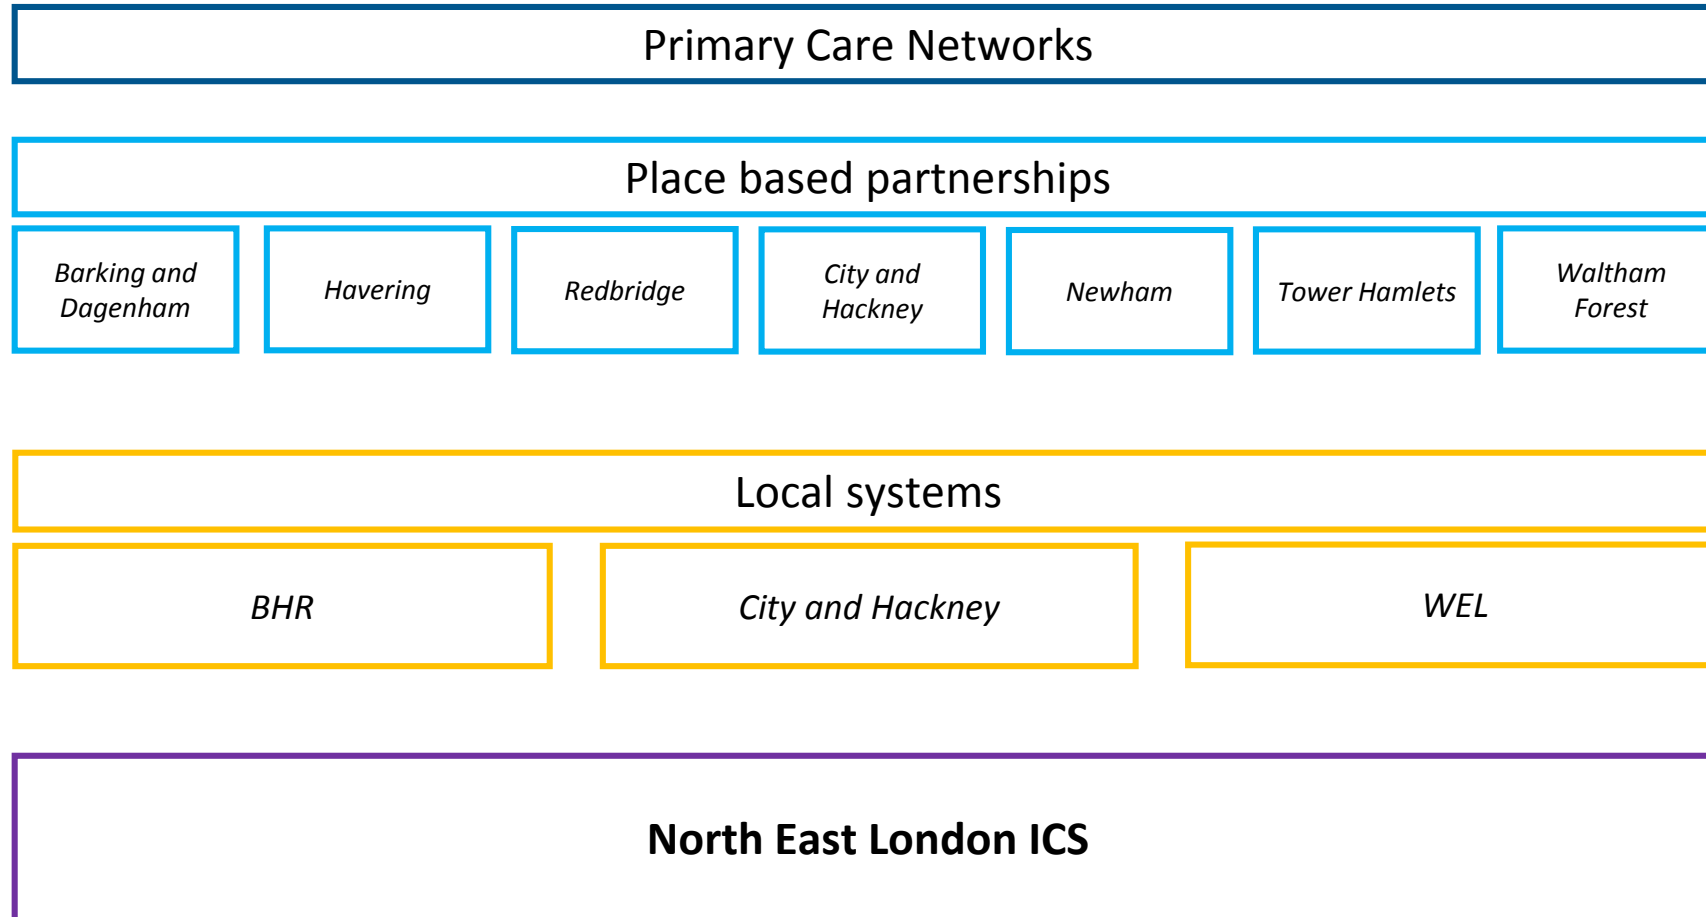 Primary Care Networks
Place based partnerships
Barking and
Dagenham
Havering
Redbridge
City and
Hackney
Newham
Tower Hamlets
Waltham
Forest
Local systems
BHR
City and Hackney
WEL
North East London ICS